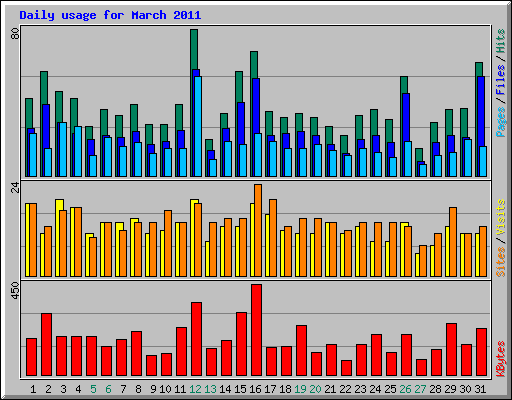 Daily usage for March 2011
80
Pages / Files / Hits
24
Sites / Visits
450
KBytes
1 2 3 4 5 6 7 8 9 10 11 12 13 14 15 16 17 18 19 20 21 22 23 24 25 26 27 28 29 30 31